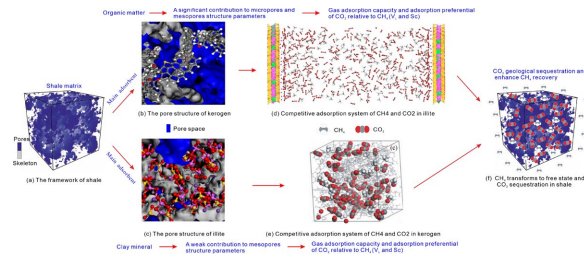 Organic matter
A significant contribution to micropores and
mesopores structure parameters
Gas adsorption capacity and adsorption preferential
of CO₂ relative to CH₄(Vₗ and Sc)
Main adsorbent
(b) The pore structure of kerogen
(d) Competitive adsorption system of CH4 and CO2 in illite
Shale matrix
Pores
Skeleton
(a) The framework of shale
Pore space
CH₄
CO₂
CO₂ geological sequestration an
enhance CH₄ recovery
Main adsorbent
(c)
(c) The pore structure of illite
(e) Competitive adsorption system of CH4 and CO2 in kerogen
(f) CH₄ transforms to free state and
CO₂ sequestration in shale
Clay mineral
A weak contribution to mesopores
structure parameters
Gas adsorption capacity and adsorption preferential
of CO₂ relative to CH₄(Vₗ and Sc)